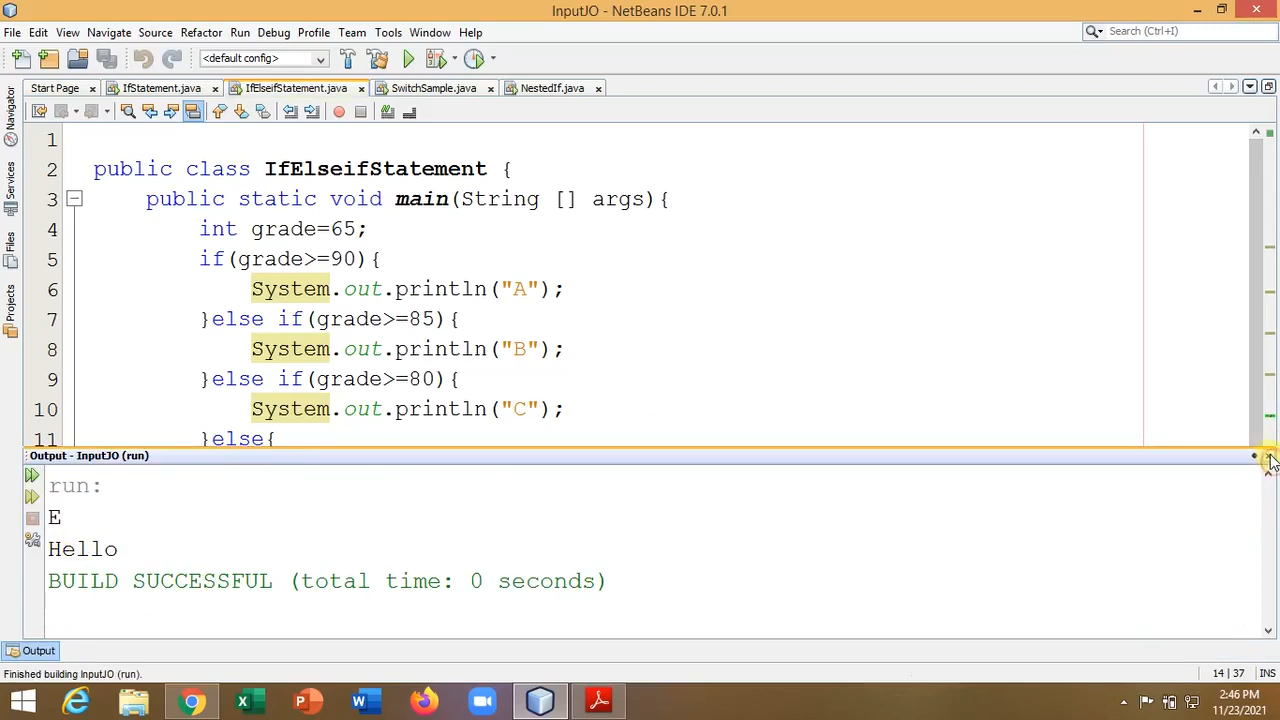 InputJO - NetBeans IDE 7.0.1
File Edit View Navigate Source Refactor Run Debug Profile Team Tools Window Help
Search (Ctrl+I)
<default config>
Start Page IfStatement.java IfElseifStatement.java SwitchSample.java NestedIf.java
Navigator
Services
Files
Projects
1
2 public class IfElseifStatement {
3 public static void main(String [] args){
4 int grade=65;
5 if(grade>=90){
6 System.out.println("A");
7 }else if(grade>=85){
8 System.out.println("B");
9 }else if(grade>=80){
10 System.out.println("C");
11 }else{
Output - InputJO (run)
run:
E
Hello
BUILD SUCCESSFUL (total time: 0 seconds)
Output
Finished building InputJO (run).
14 | 37 INS
2:46 PM
11/23/2021